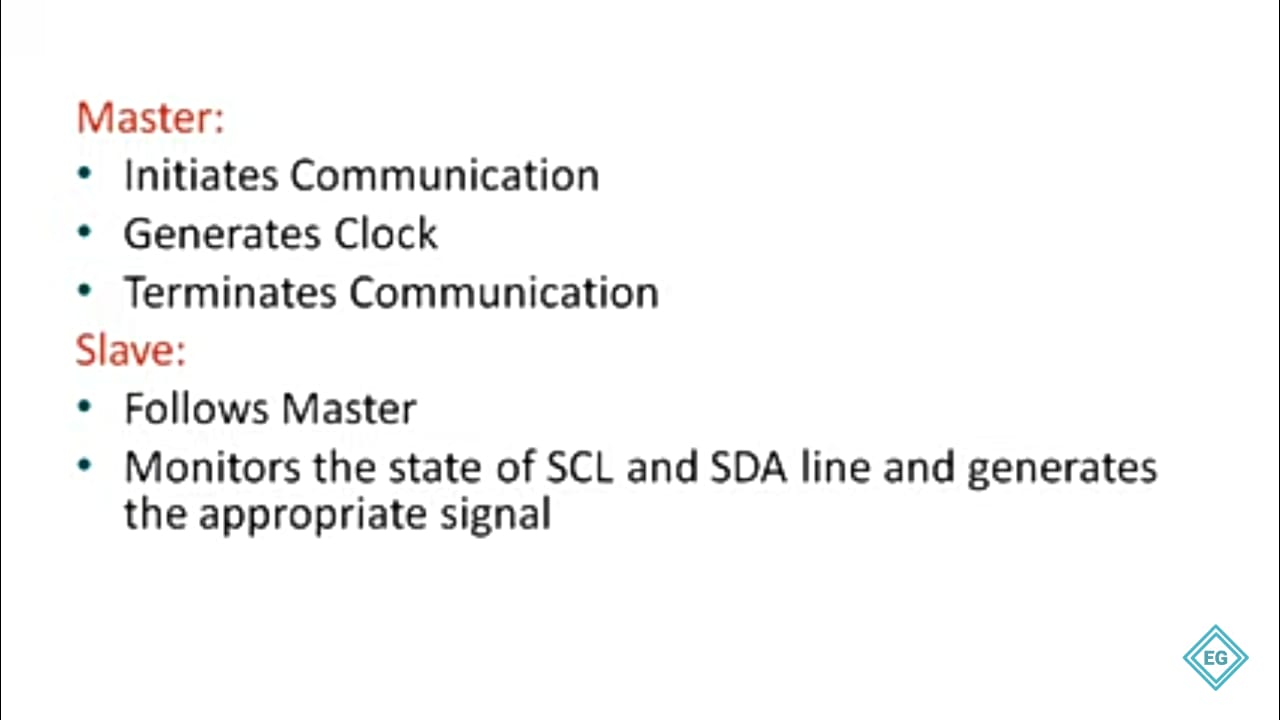 Master:
• Initiates Communication
• Generates Clock
• Terminates Communication
Slave:
• Follows Master
• Monitors the state of SCL and SDA line and generates
the appropriate signal
EG